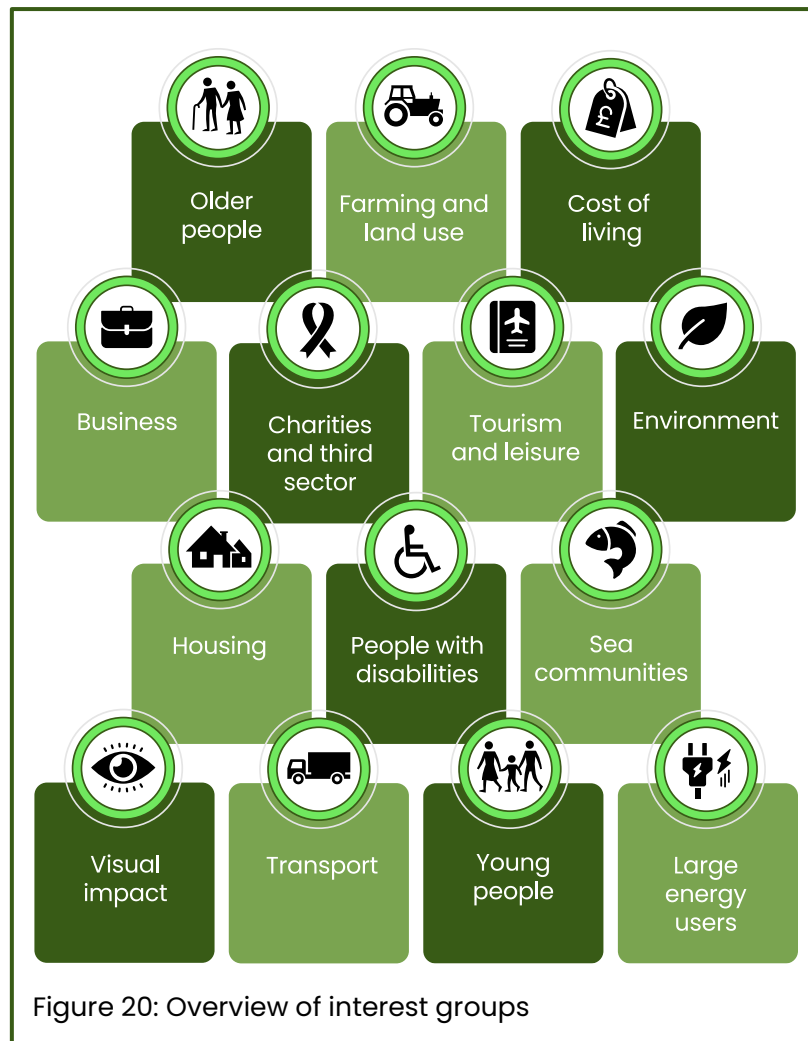 £
Older
people
Farming and
land use
Cost of
living
Business
Charities
and third
sector
Tourism
and leisure
Environment
Housing
People with
disabilities
Sea
communities
Visual
impact
Transport
Young
people
Large
energy
users
Figure 20: Overview of interest groups